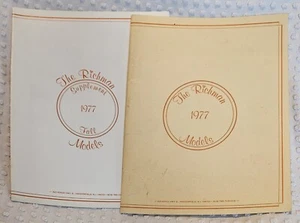 The Richman
Supplement
1977
Fall
Models
The Richman
1977
Models